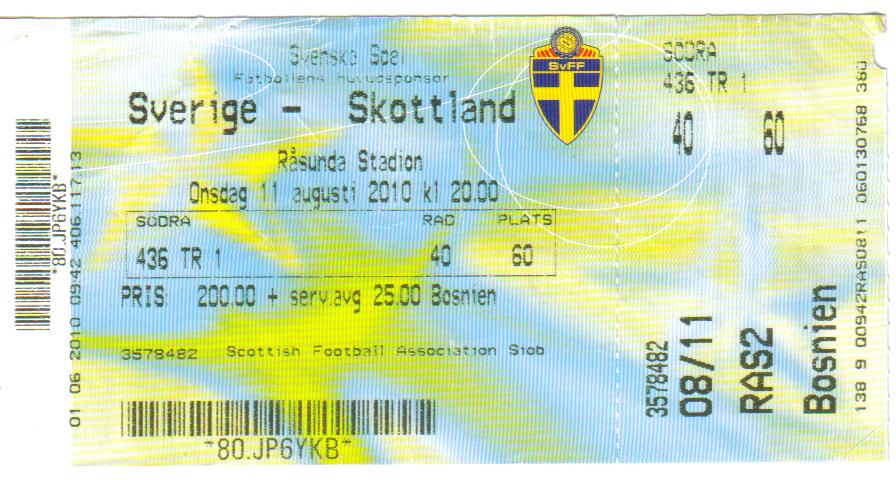 Svenska Spel
Fotbollens huvudsponsor
Sverige - Skottland
Råsunda Stadion
Onsdag 11 augusti 2010 kl 20.00
SÖDRA RAD PLATS
436 TR 1 40 60
PRIS 200.00 + serv.avg 25.00 Bosnien
3578482 Scottish Football Association Slob
*80.JP6YKB*
*80.JP6YKB*
01 06 2010 09:42 406.117.13
SvFF
SÖDRA
436 TR 1
40 60
3578482
08/11
RAS2
Bosnien
138 9 00942RAS0811 060130768 380